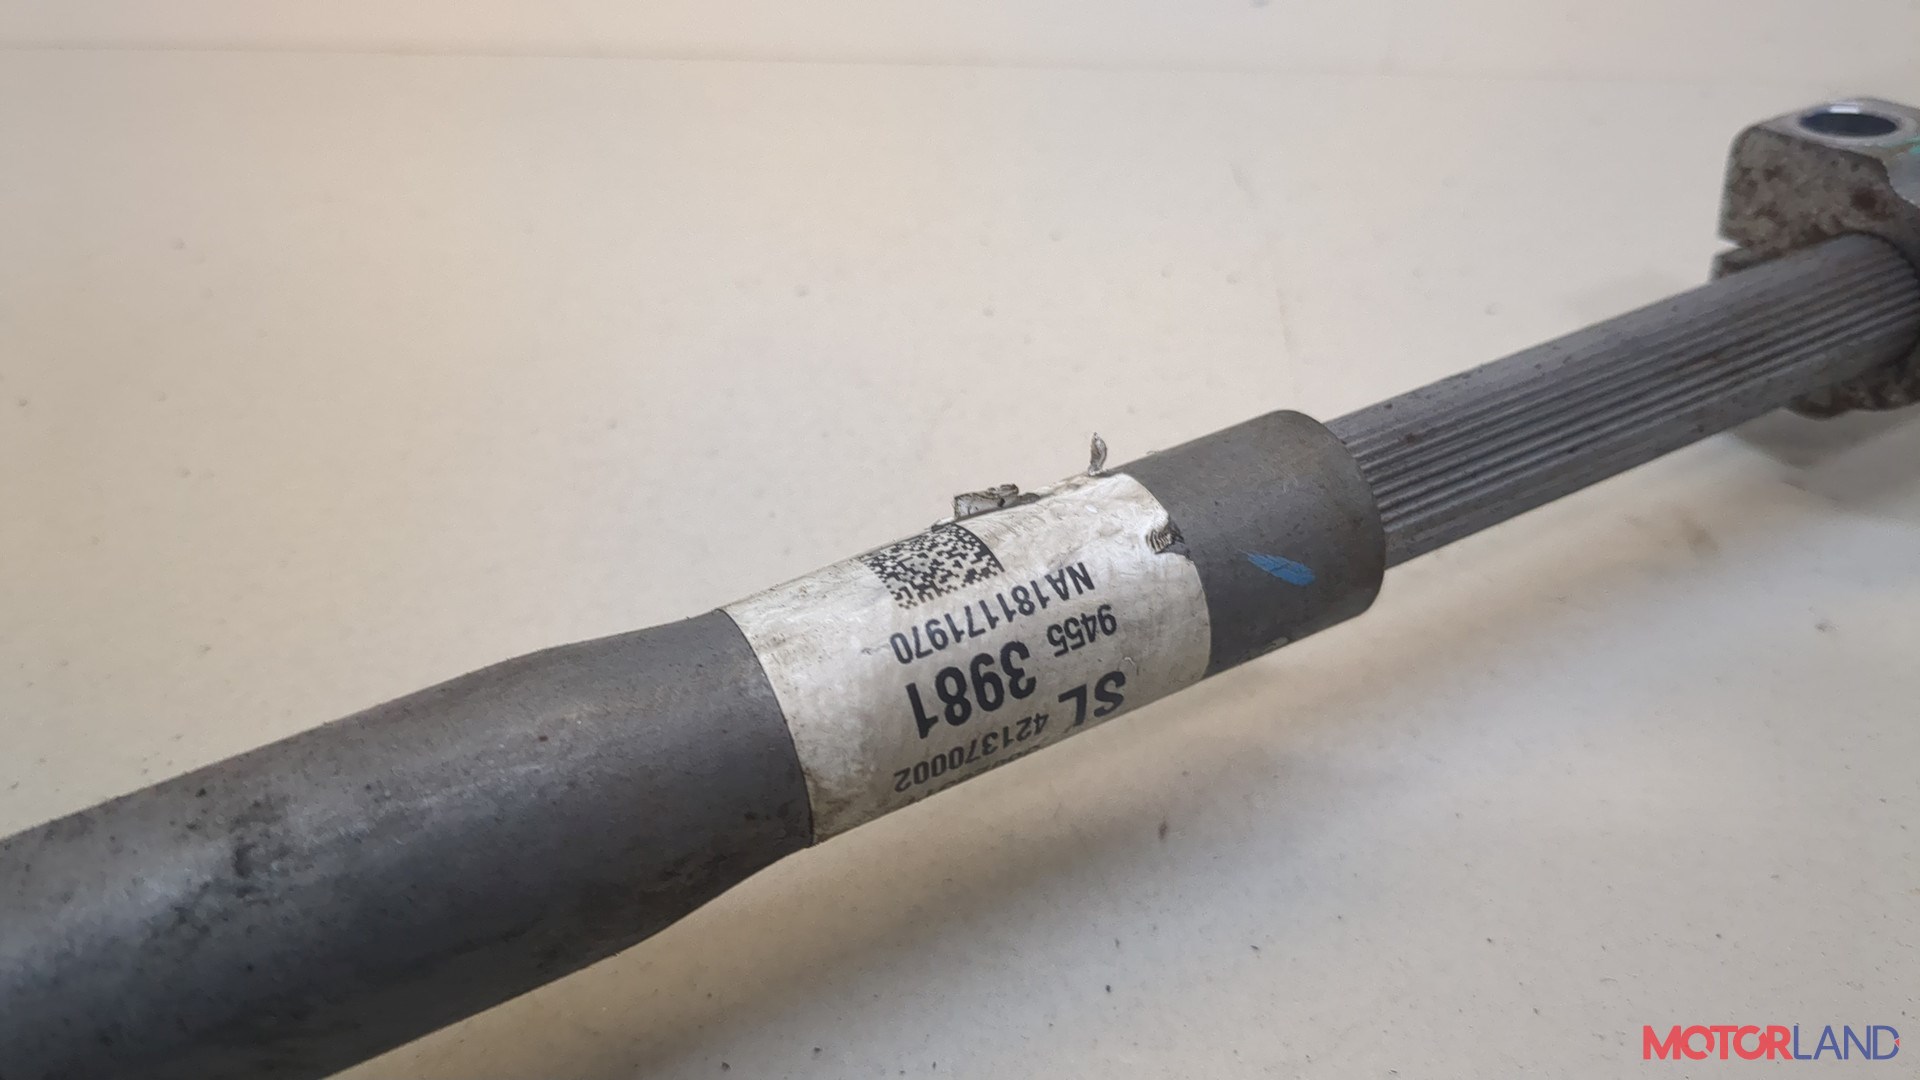 SL 421370002
9455 3981
NA181171970
MOTORLAND